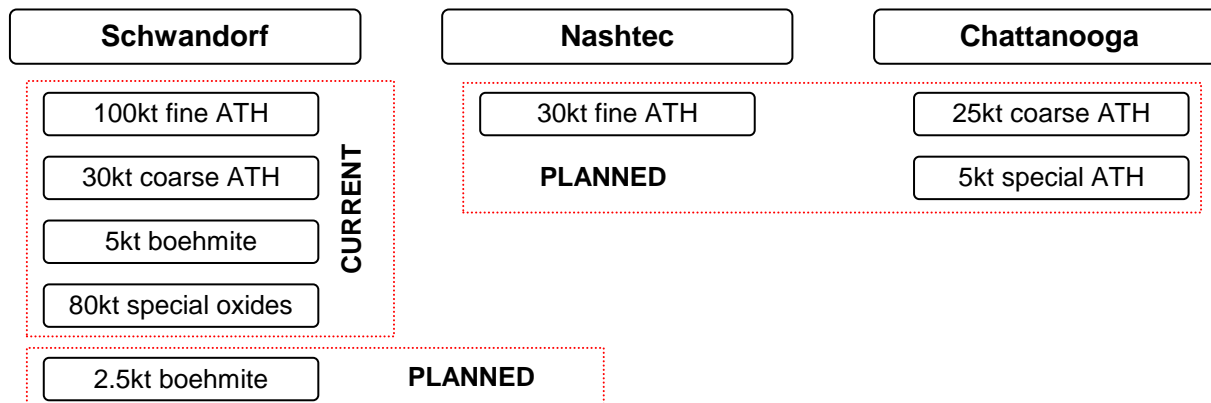 Schwandorf
Nashtec
Chattanooga
100kt fine ATH
30kt coarse ATH
5kt boehmite
80kt special oxides
CURRENT
30kt fine ATH
25kt coarse ATH
PLANNED
5kt special ATH
2.5kt boehmite
PLANNED